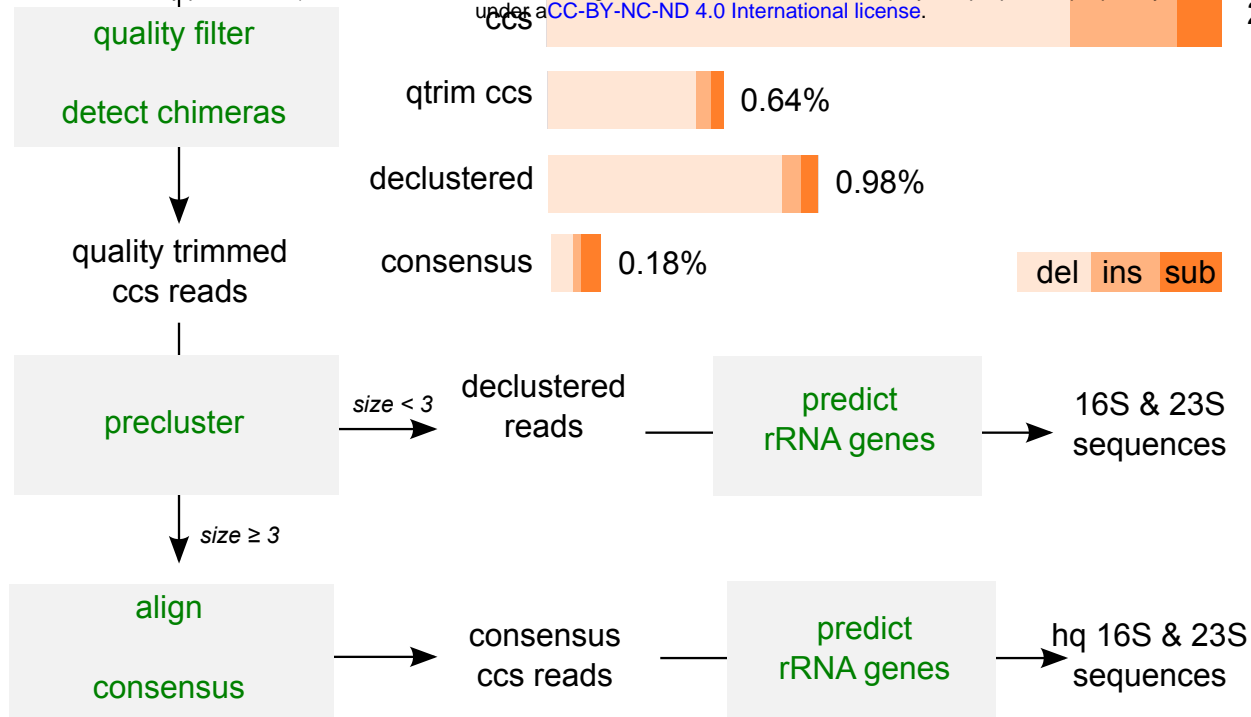 under aCC-BY-NC-ND 4.0 International license.
quality filter
detect chimeras
ccs
qtrim ccs
0.64%
declustered
0.98%
quality trimmed
ccs reads
consensus
0.18%
del ins sub
precluster
size < 3
declustered
reads
predict
rRNA genes
16S & 23S
sequences
size ≥ 3
align
consensus
consensus
ccs reads
predict
rRNA genes
hq 16S & 23S
sequences